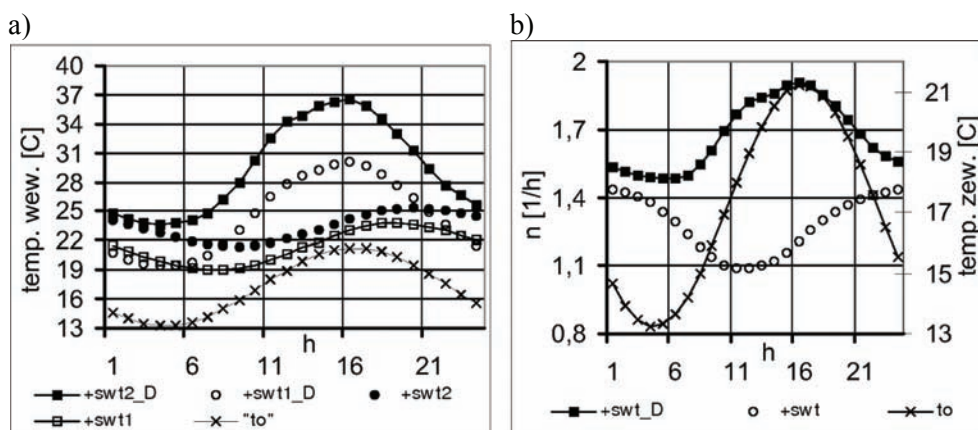 a)
temp. wew. [C]
40
37
34
31
28
25
22
19
16
13
1 6 11 16 21
h
+swt2_D +swt1_D +swt2
+swt1 "to"
b)
n [1/h]
2
1,7
1,4
1,1
0,8
temp. zew. [C]
21
19
17
15
13
1 6 11 16 21
h
+swt_D +swt to